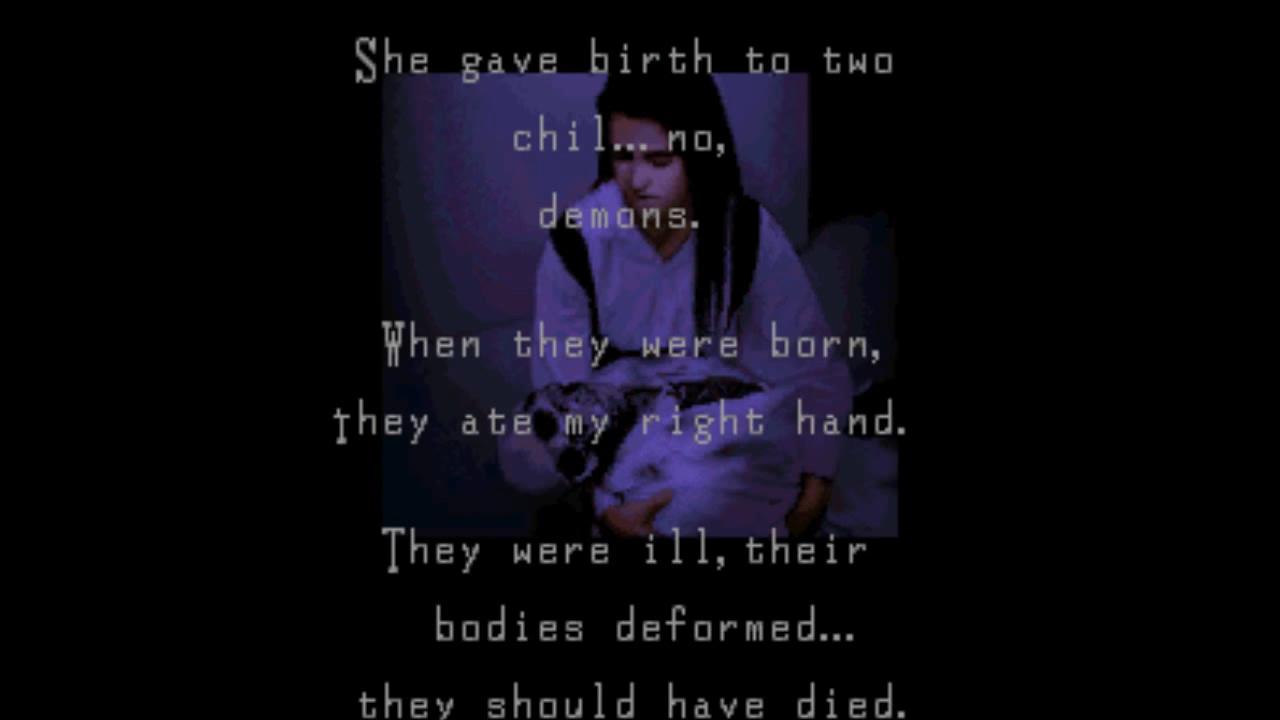 She gave birth to two
chil... no,
demons.
When they were born,
they ate my right hand.
They were ill, their
bodies deformed...
they should have died.